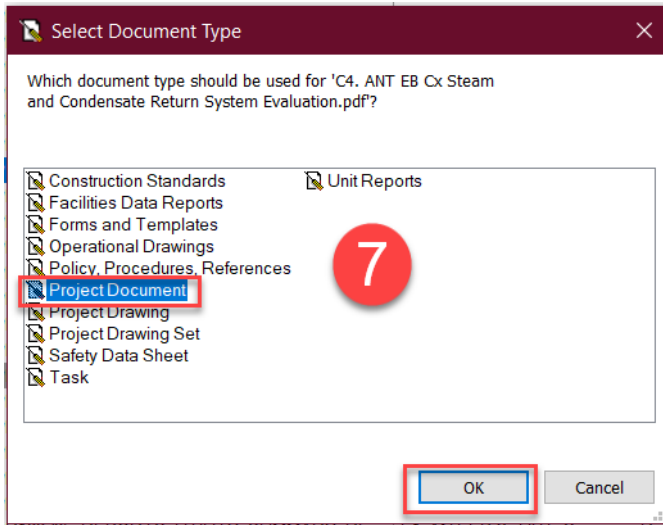 Select Document Type
Which document type should be used for 'C4. ANT EB Cx Steam
and Condensate Return System Evaluation.pdf'?
Construction Standards
Facilities Data Reports
Forms and Templates
Operational Drawings
Policy, Procedures, References
Project Document
Project Drawing
Project Drawing Set
Safety Data Sheet
Task
Unit Reports
7
OK Cancel